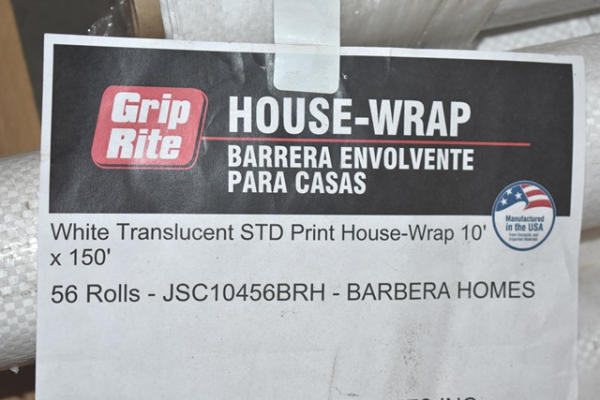 Grip
Rite
HOUSE-WRAP
BARRERA ENVOLVENTE
PARA CASAS
Manufactured
in the USA
White Translucent STD Print House-Wrap 10'
x 150'
56 Rolls - JSC10456BRH - BARBERA HOMES